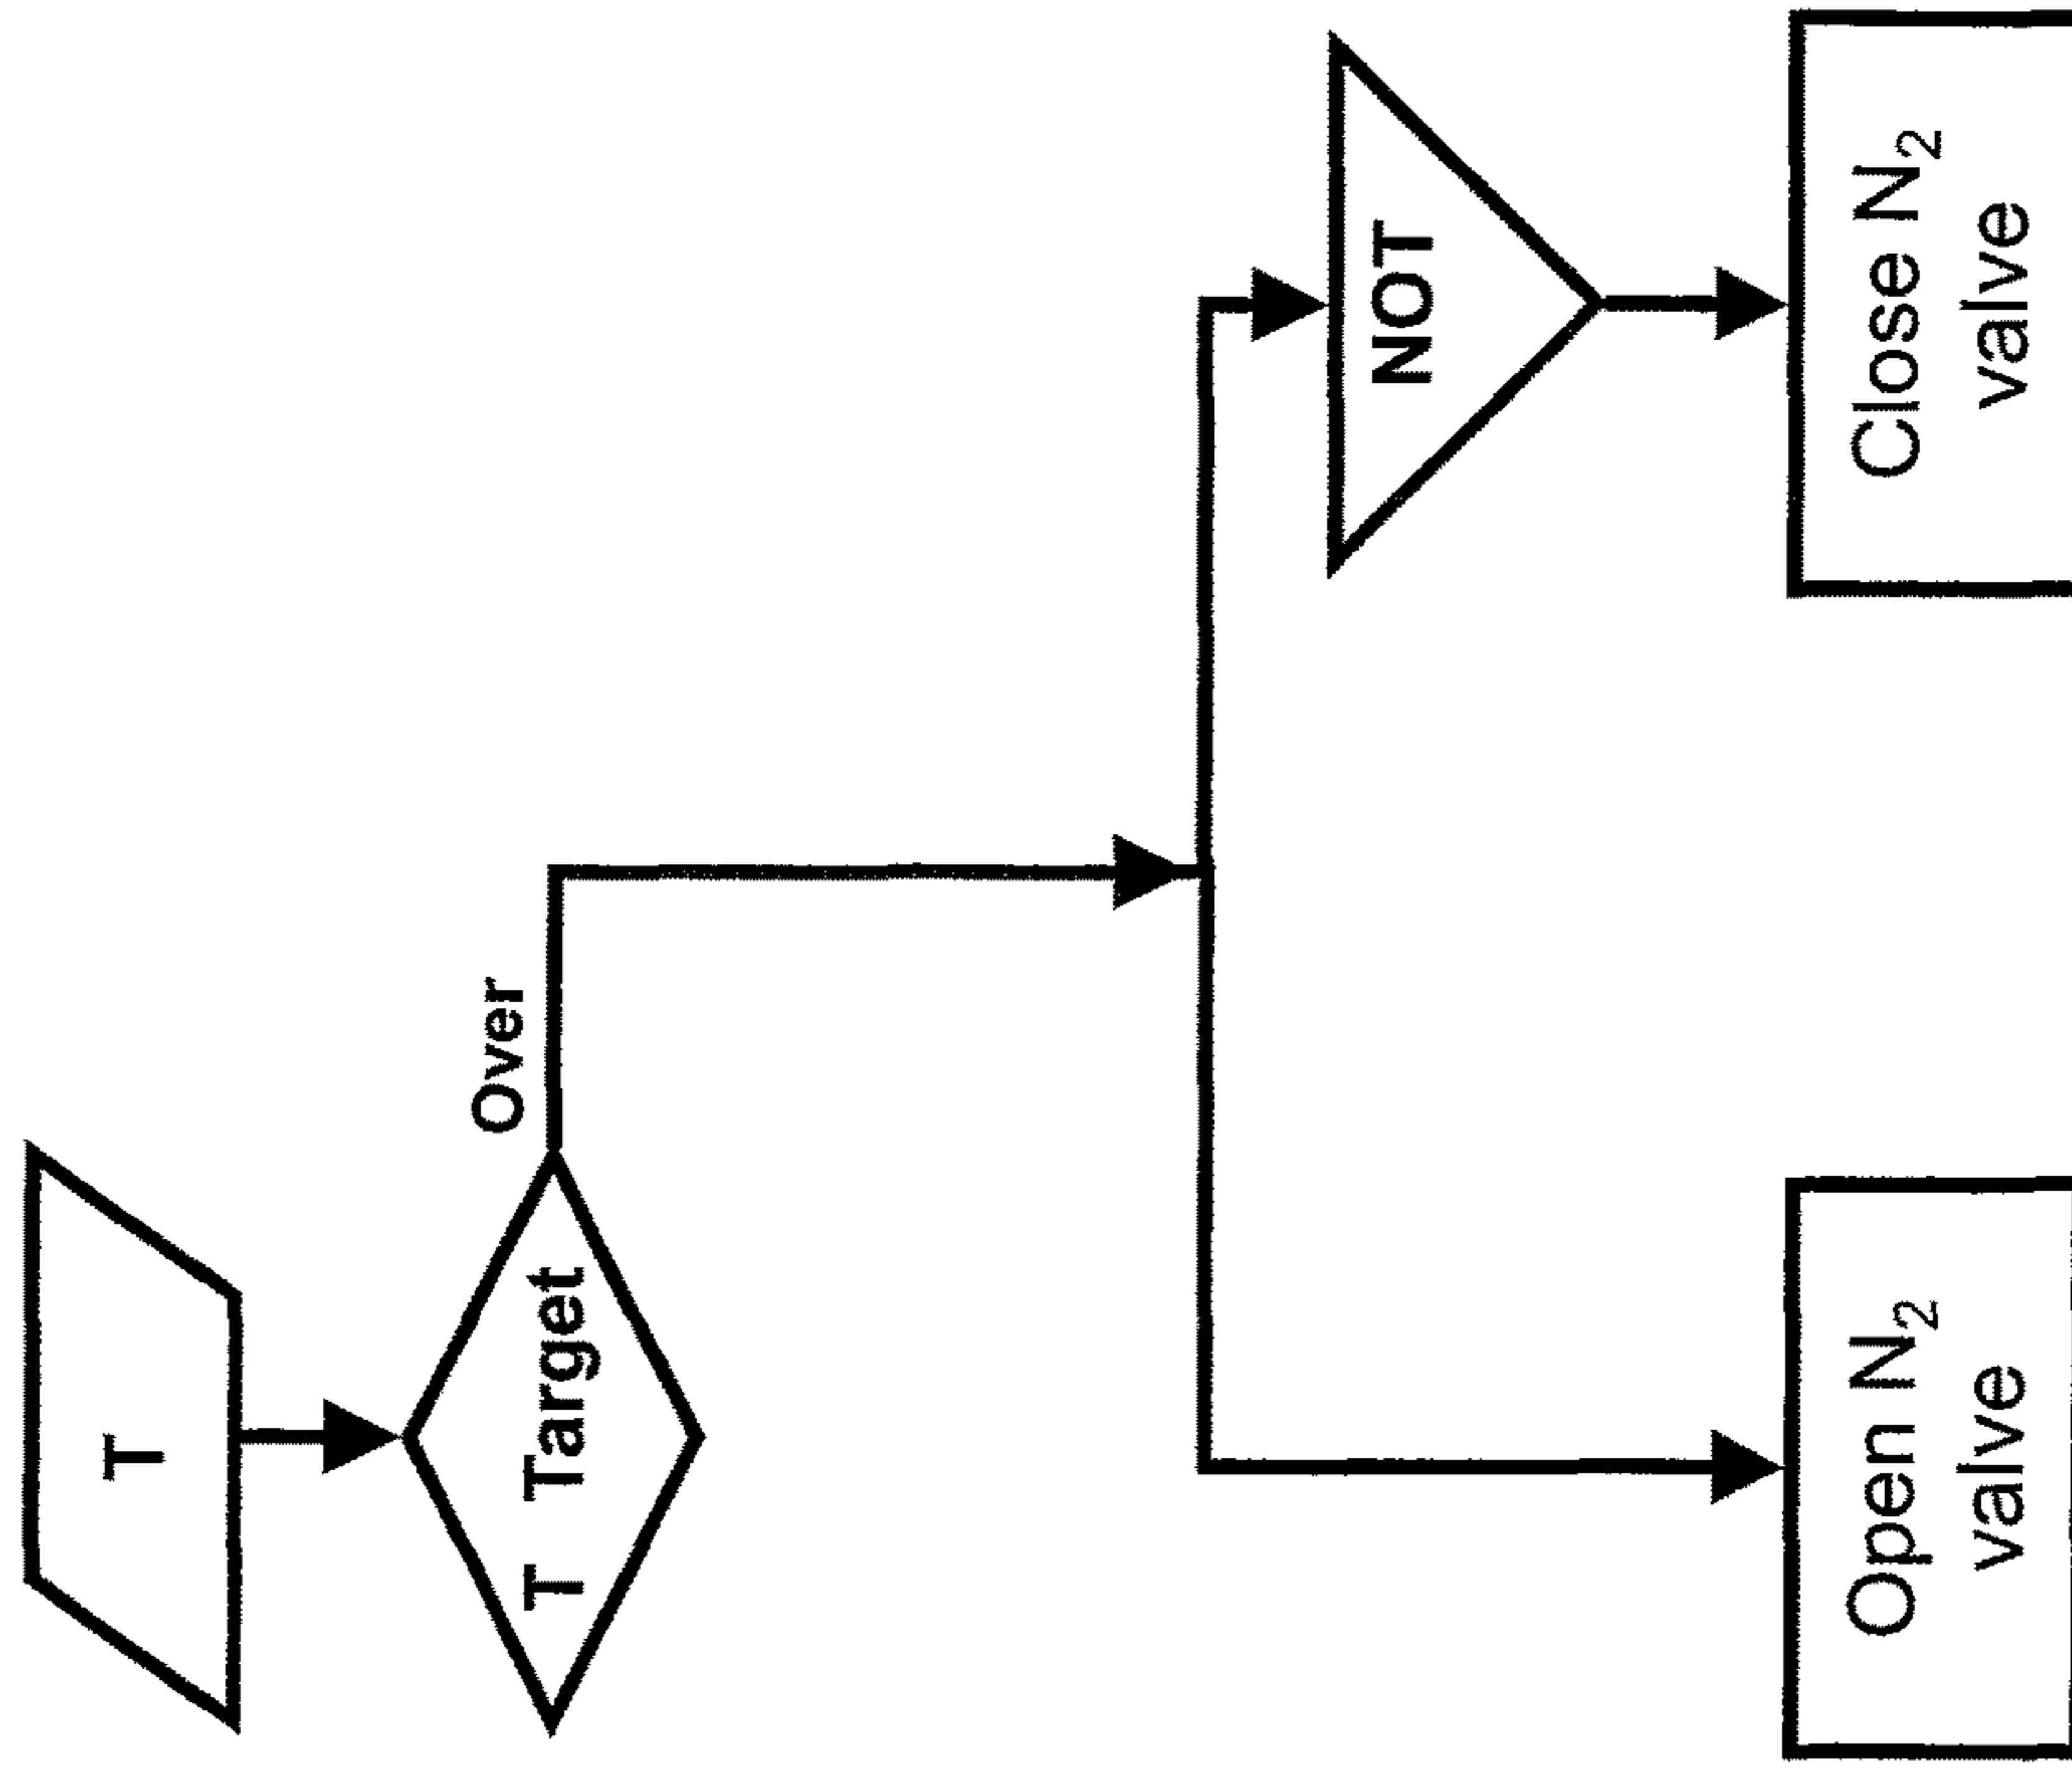 T
T Target
Over
NOT
Open N₂
valve
Close N₂
valve